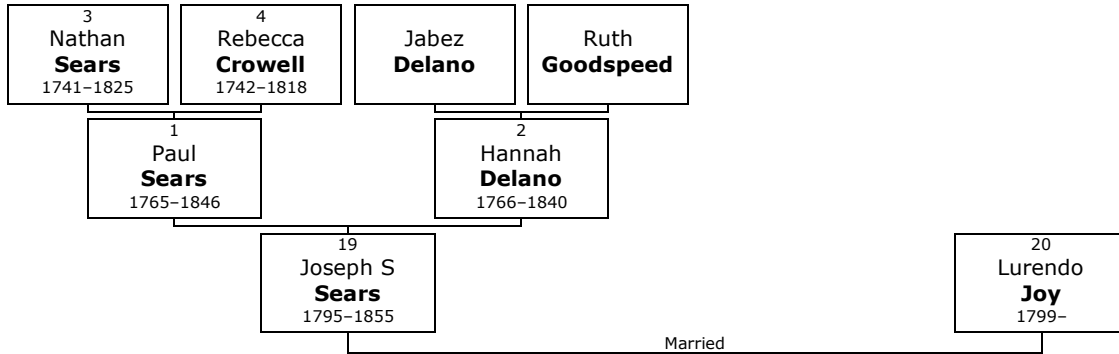 3
Nathan
Sears
1741–1825
4
Rebecca
Crowell
1742–1818
Jabez
Delano
Ruth
Goodspeed
1
Paul
Sears
1765–1846
2
Hannah
Delano
1766–1840
19
Joseph S
Sears
1795–1855
20
Lurendo
Joy
1799–
Married